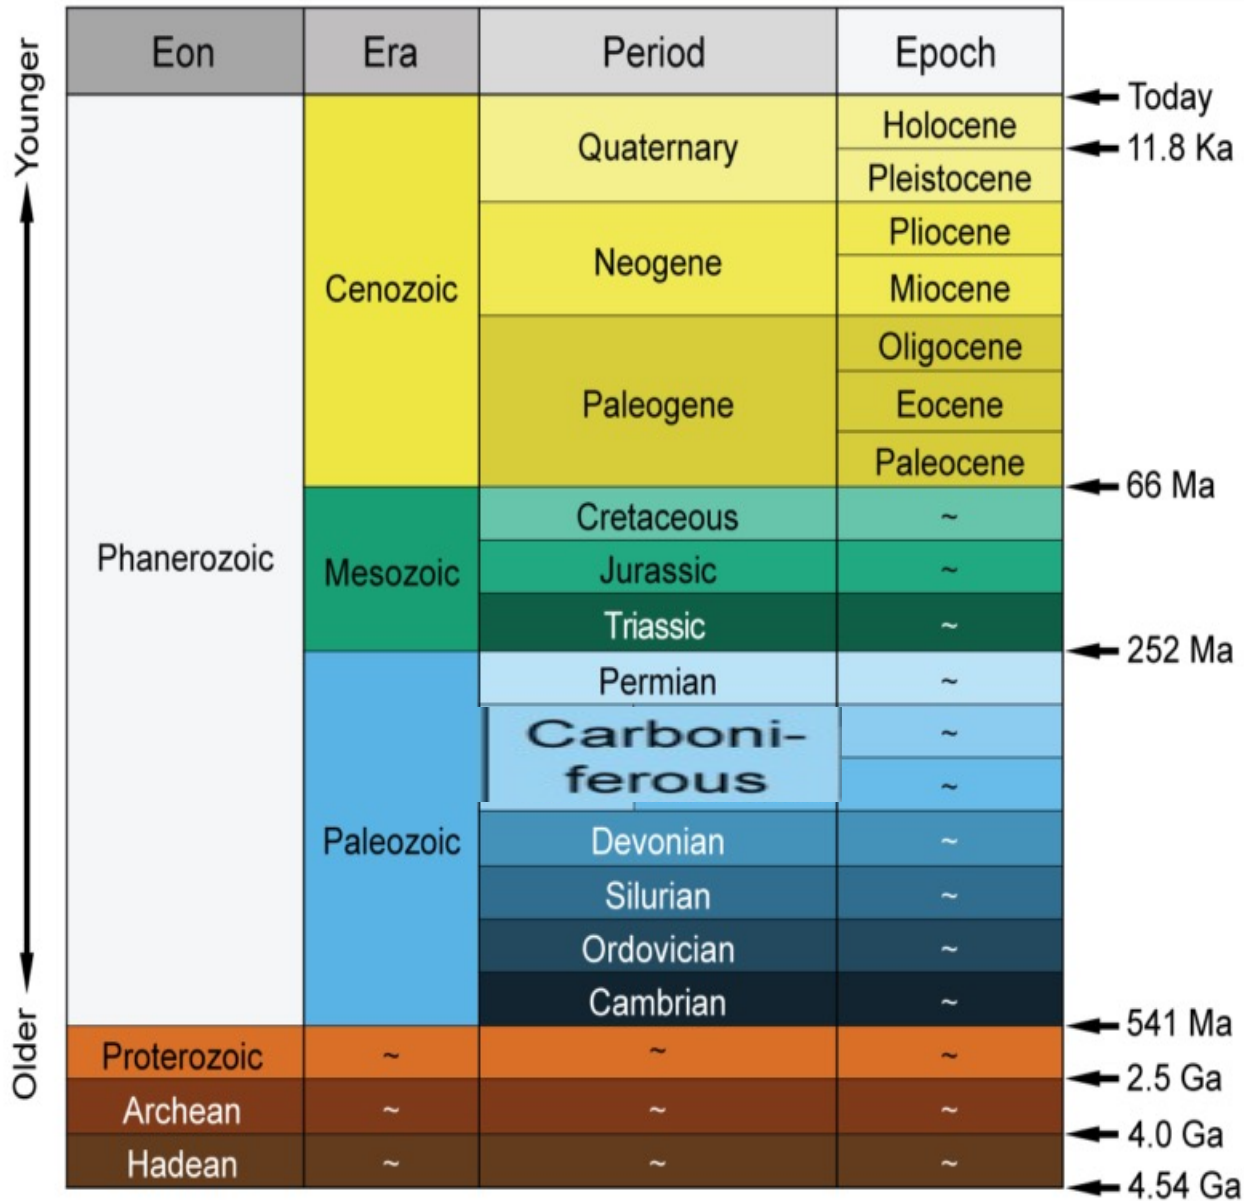 Eon Era Period Epoch
Younger
Today
Holocene
11.8 Ka
Quaternary
Pleistocene
Pliocene
Neogene
Miocene
Cenozoic
Oligocene
Paleogene
Eocene
Paleocene
66 Ma
Cretaceous ~
Phanerozoic
Mesozoic
Jurassic ~
Triassic ~
252 Ma
Permian ~
Carboni- ~
ferous ~
Paleozoic
Devonian ~
Silurian ~
Ordovician ~
Cambrian ~
541 Ma
Older
Proterozoic ~ ~ ~
2.5 Ga
Archean ~ ~ ~
4.0 Ga
Hadean ~ ~ ~
4.54 Ga